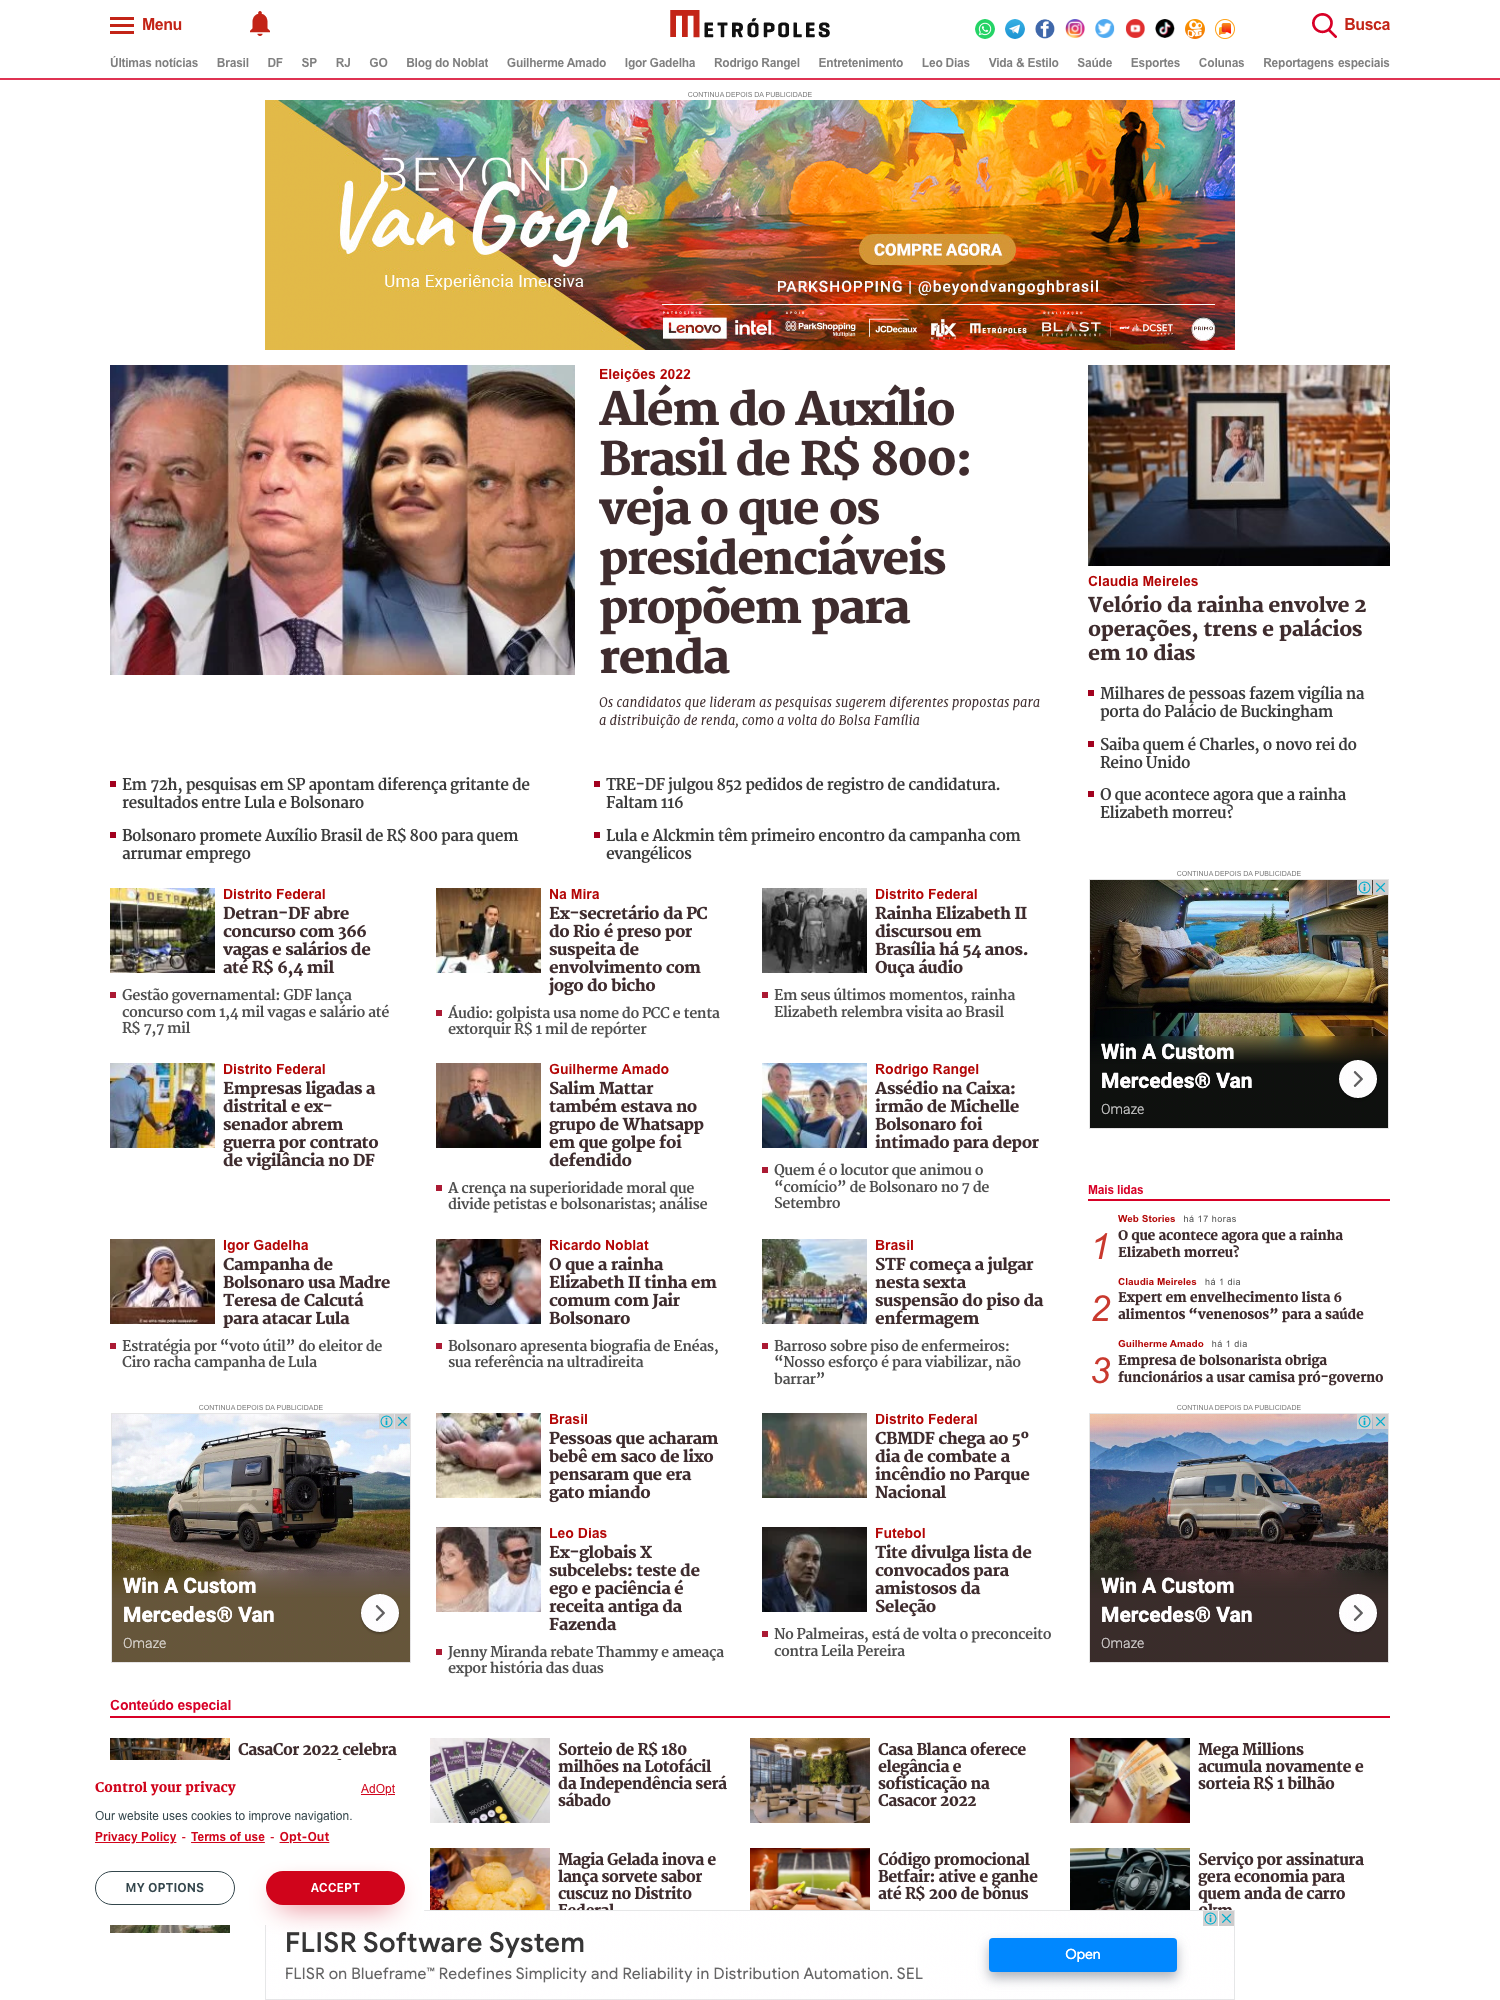 Menu
METRÓPOLES
Busca
Últimas notícias Brasil DF SP RJ GO Blog do Noblat Guilherme Amado Igor Gadelha Rodrigo Rangel Entretenimento Leo Dias Vida & Estilo Saúde Esportes Colunas Reportagens especiais
CONTINUA DEPOIS DA PUBLICIDADE
BEYOND
Van Gogh
Uma Experiência Imersiva
COMPRE AGORA
PARKSHOPPING | @beyondvangoghbrasil
PATROCÍNIO APOIO REALIZAÇÃO
Lenovo intel. ParkShopping Multiplan JCDecaux FLIX MEDIA METRÓPOLES BLAST ENTERTAINMENT DCSET PRIMO
Eleições 2022
Além do Auxílio
Brasil de R$ 800:
veja o que os
presidenciáveis
propõem para
renda
Os candidatos que lideram as pesquisas sugerem diferentes propostas para
a distribuição de renda, como a volta do Bolsa Família
Claudia Meireles
Velório da rainha envolve 2
operações, trens e palácios
em 10 dias
Milhares de pessoas fazem vigília na
porta do Palácio de Buckingham
Saiba quem é Charles, o novo rei do
Reino Unido
O que acontece agora que a rainha
Elizabeth morreu?
Em 72h, pesquisas em SP apontam diferença gritante de
resultados entre Lula e Bolsonaro
Bolsonaro promete Auxílio Brasil de R$ 800 para quem
arrumar emprego
TRE-DF julgou 852 pedidos de registro de candidatura.
Faltam 116
Lula e Alckmin têm primeiro encontro da campanha com
evangélicos
DETRAN
Distrito Federal
Detran-DF abre
concurso com 366
vagas e salários de
até R$ 6,4 mil
Gestão governamental: GDF lança
concurso com 1,4 mil vagas e salário até
R$ 7,7 mil
Na Mira
Ex-secretário da PC
do Rio é preso por
suspeita de
envolvimento com
jogo do bicho
Áudio: golpista usa nome do PCC e tenta
extorquir R$ 1 mil de repórter
Distrito Federal
Rainha Elizabeth II
discursou em
Brasília há 54 anos.
Ouça áudio
Em seus últimos momentos, rainha
Elizabeth relembra visita ao Brasil
CONTINUA DEPOIS DA PUBLICIDADE
Win A Custom
Mercedes® Van
Omaze
Distrito Federal
Empresas ligadas a
distrital e ex-
senador abrem
guerra por contrato
de vigilância no DF
Guilherme Amado
Salim Mattar
também estava no
grupo de Whatsapp
em que golpe foi
defendido
A crença na superioridade moral que
divide petistas e bolsonaristas; análise
Rodrigo Rangel
Assédio na Caixa:
irmão de Michelle
Bolsonaro foi
intimado para depor
Quem é o locutor que animou o
“comício” de Bolsonaro no 7 de
Setembro
Mais lidas
1
Web Stories há 17 horas
O que acontece agora que a rainha
Elizabeth morreu?
2
Claudia Meireles há 1 dia
Expert em envelhecimento lista 6
alimentos “venenosos” para a saúde
3
Guilherme Amado há 1 dia
Empresa de bolsonarista obriga
funcionários a usar camisa pró-governo
Igor Gadelha
Campanha de
Bolsonaro usa Madre
Teresa de Calcutá
para atacar Lula
Estratégia por “voto útil” do eleitor de
Ciro racha campanha de Lula
Ricardo Noblat
O que a rainha
Elizabeth II tinha em
comum com Jair
Bolsonaro
Bolsonaro apresenta biografia de Enéas,
sua referência na ultradireita
STF
Brasil
STF começa a julgar
nesta sexta
suspensão do piso da
enfermagem
Barroso sobre piso de enfermeiros:
“Nosso esforço é para viabilizar, não
barrar”
CONTINUA DEPOIS DA PUBLICIDADE
Win A Custom
Mercedes® Van
Omaze
Brasil
Pessoas que acharam
bebê em saco de lixo
pensaram que era
gato miando
Distrito Federal
CBMDF chega ao 5º
dia de combate a
incêndio no Parque
Nacional
CONTINUA DEPOIS DA PUBLICIDADE
Win A Custom
Mercedes® Van
Omaze
Leo Dias
Ex-globais X
subcelebs: teste de
ego e paciência é
receita antiga da
Fazenda
Jenny Miranda rebate Thammy e ameaça
expor história das duas
Futebol
Tite divulga lista de
convocados para
amistosos da
Seleção
No Palmeiras, está de volta o preconceito
contra Leila Pereira
Conteúdo especial
CasaCor 2022 celebra
Sorteio de R$ 180
milhões na Lotofácil
da Independência será
sábado
Casa Blanca oferece
elegância e
sofisticação na
Casacor 2022
Mega Millions
acumula novamente e
sorteia R$ 1 bilhão
Control your privacy
AdOpt
Our website uses cookies to improve navigation.
Privacy Policy - Terms of use - Opt-Out
MY OPTIONS
ACCEPT
Magia Gelada inova e
lança sorvete sabor
cuscuz no Distrito
Federal
Código promocional
Betfair: ative e ganhe
até R$ 200 de bônus
Serviço por assinatura
gera economia para
quem anda de carro
0km
FLISR Software System
FLISR on Blueframe™ Redefines Simplicity and Reliability in Distribution Automation. SEL
Open